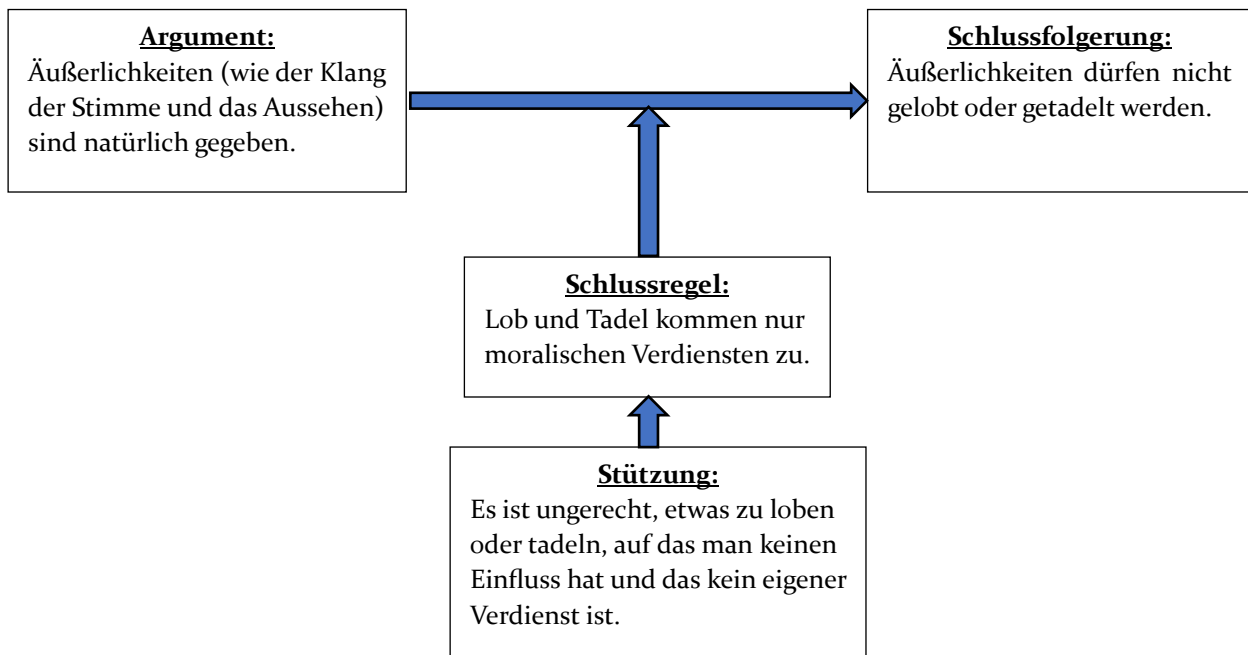 Argument:
Äußerlichkeiten (wie der Klang
der Stimme und das Aussehen)
sind natürlich gegeben.
Schlussfolgerung:
Äußerlichkeiten dürfen nicht
gelobt oder getadelt werden.
Schlussregel:
Lob und Tadel kommen nur
moralischen Verdiensten zu.
Stützung:
Es ist ungerecht, etwas zu loben
oder tadeln, auf das man keinen
Einfluss hat und das kein eigener
Verdienst ist.